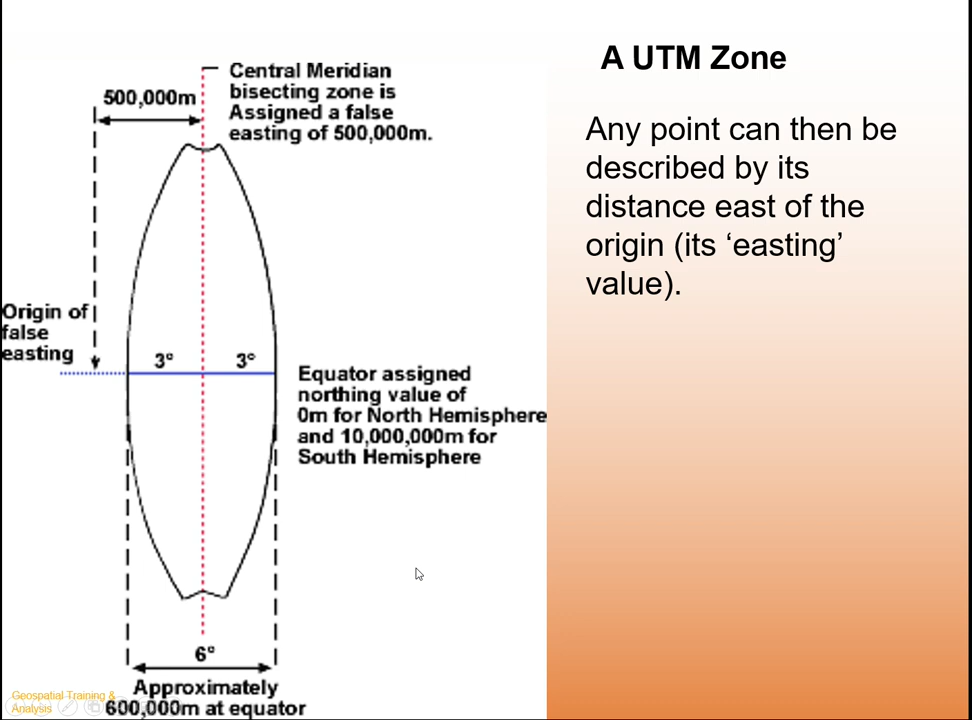 A UTM Zone
Central Meridian
bisecting zone is
Assigned a false
easting of 500,000m.
500,000m
Any point can then be
described by its
distance east of the
origin (its ‘easting’
value).
Origin of
false
easting
3°
3°
Equator assigned
northing value of
0m for North Hemisphere
and 10,000,000m for
South Hemisphere
6°
Approximately
600,000m at equator
Geospatial Training &
Analysis